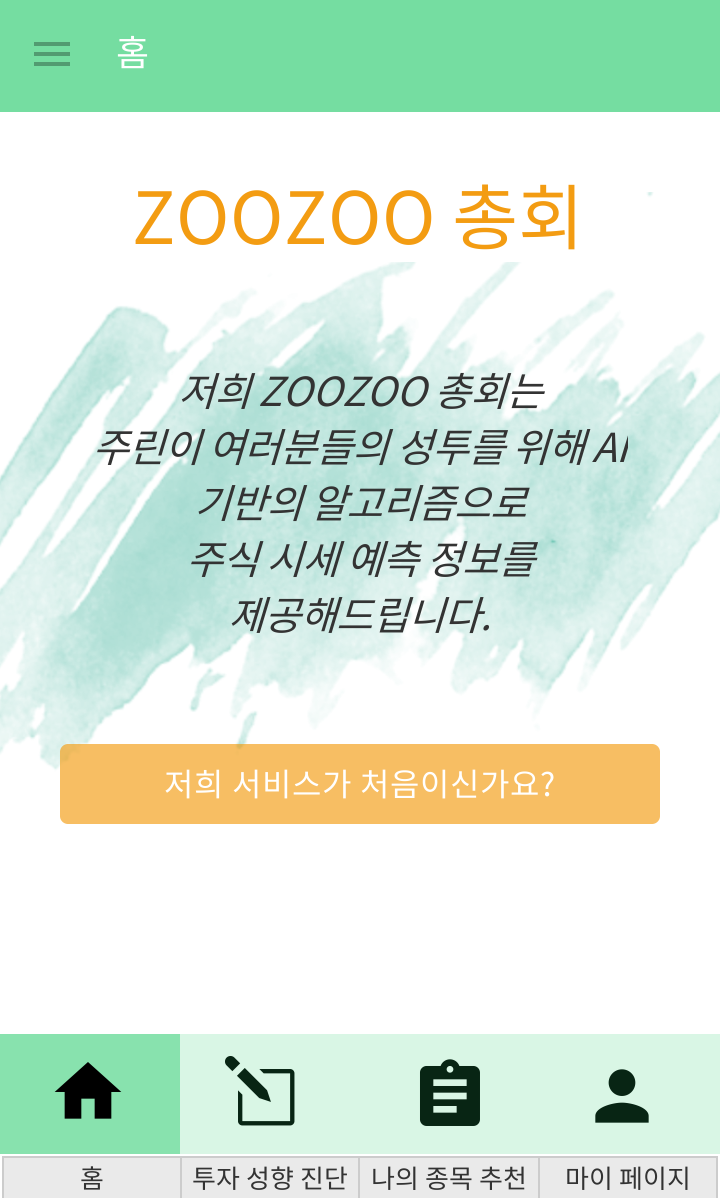 홈
ZOOZOO 총회
저희 ZOOZOO 총회는
주린이 여러분들의 성투를 위해 AI
기반의 알고리즘으로
주식 시세 예측 정보를
제공해드립니다.
저희 서비스가 처음이신가요?
홈 투자 성향 진단 나의 종목 추천 마이 페이지